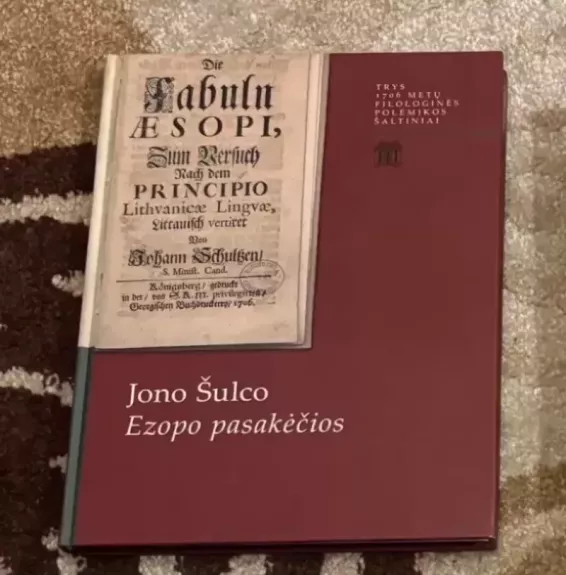 Die
Fabuln
ÆSOPI,
Zum Versuch
Nach dem
PRINCIPIO
Lithvanicæ Lingvæ,
Littauisch vertiret
Von
Johann Schultzen/
S. Minist. Cand.
Königsberg/ gedruckt
in der/ von
privilegirten/
Georgischen Buchdruckerey/ 1706.
TRYS
1706 METŲ
FILOLOGINĖS
POLEMIKOS
ŠALTINIAI
III
Jono Šulco
Ezopo pasakėčios